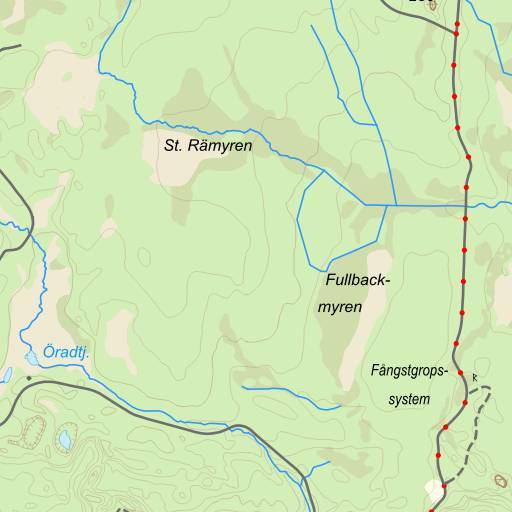 St. Rämyren
Fullback-
myren
Öradtj.
Fångstgrops-
system